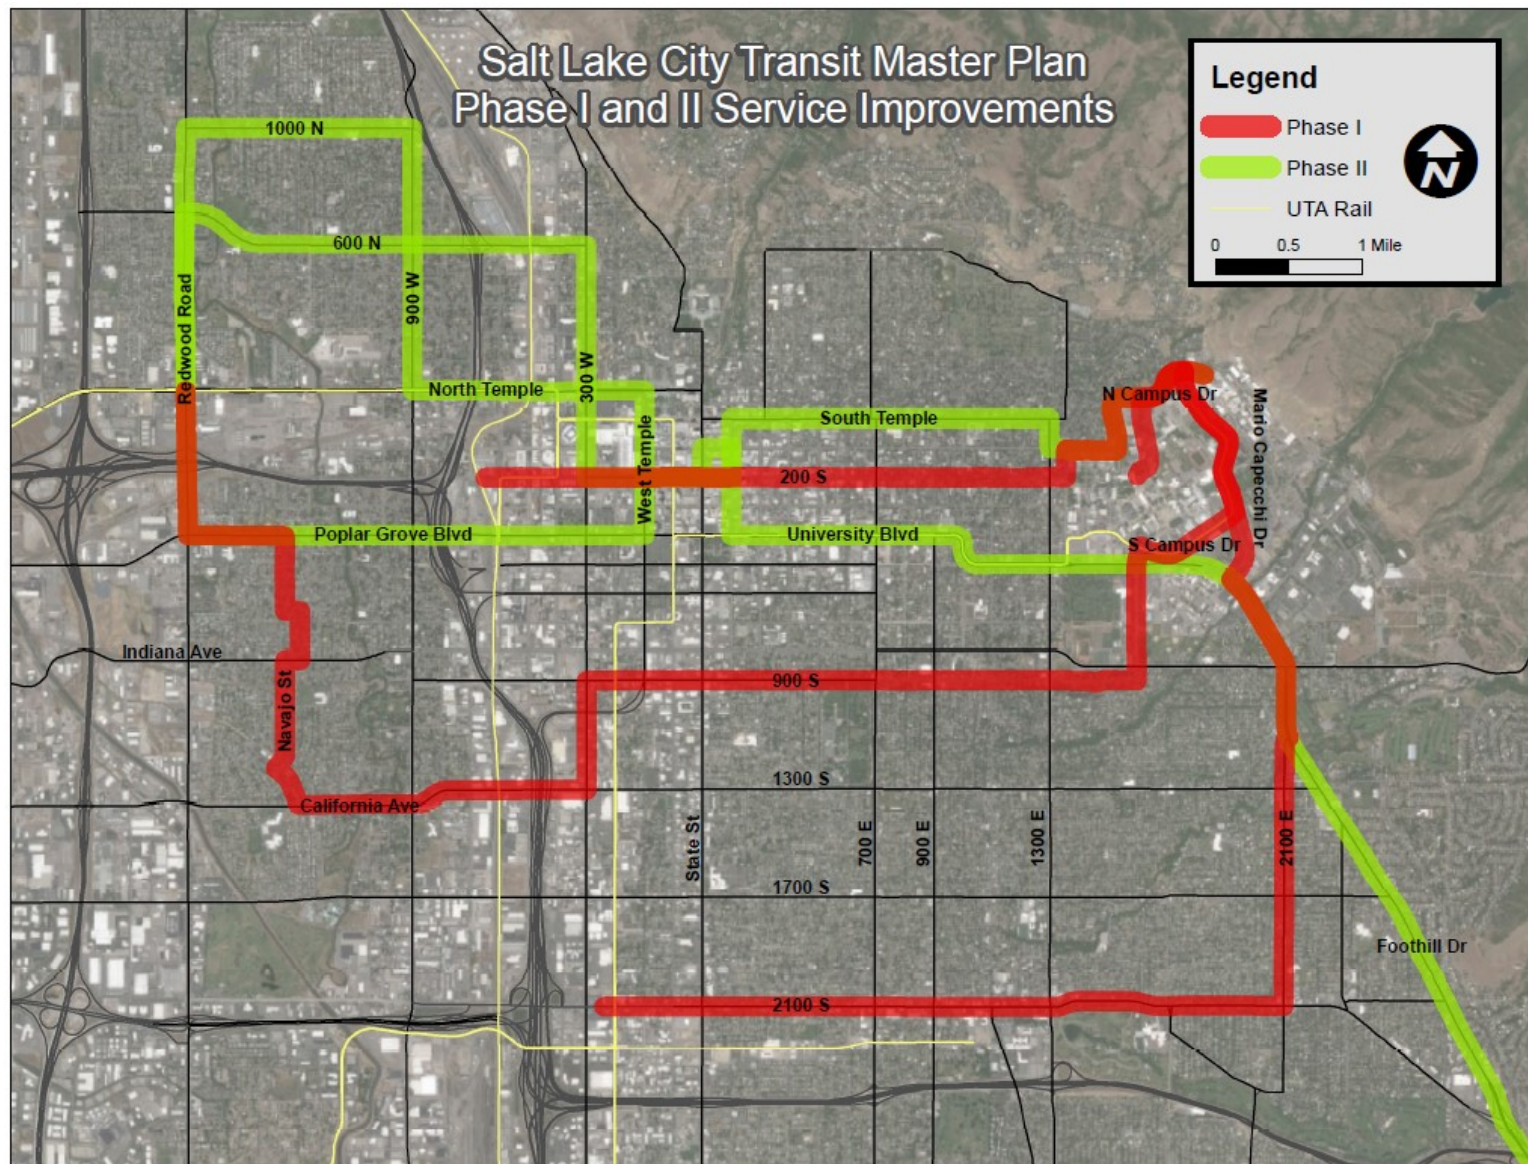 Salt Lake City Transit Master Plan
Phase I and II Service Improvements
Legend
Phase I
Phase II
UTA Rail
0 0.5 1 Mile
N
1000 N
600 N
Redwood Road
900 W
300 W
North Temple
West Temple
South Temple
N Campus Dr
Mario Capecchi Dr
200 S
Poplar Grove Blvd
University Blvd
S Campus Dr
Indiana Ave
Navajo St
900 S
California Ave
1300 S
State St
700 E
900 E
1300 E
2100 E
1700 S
Foothill Dr
2100 S